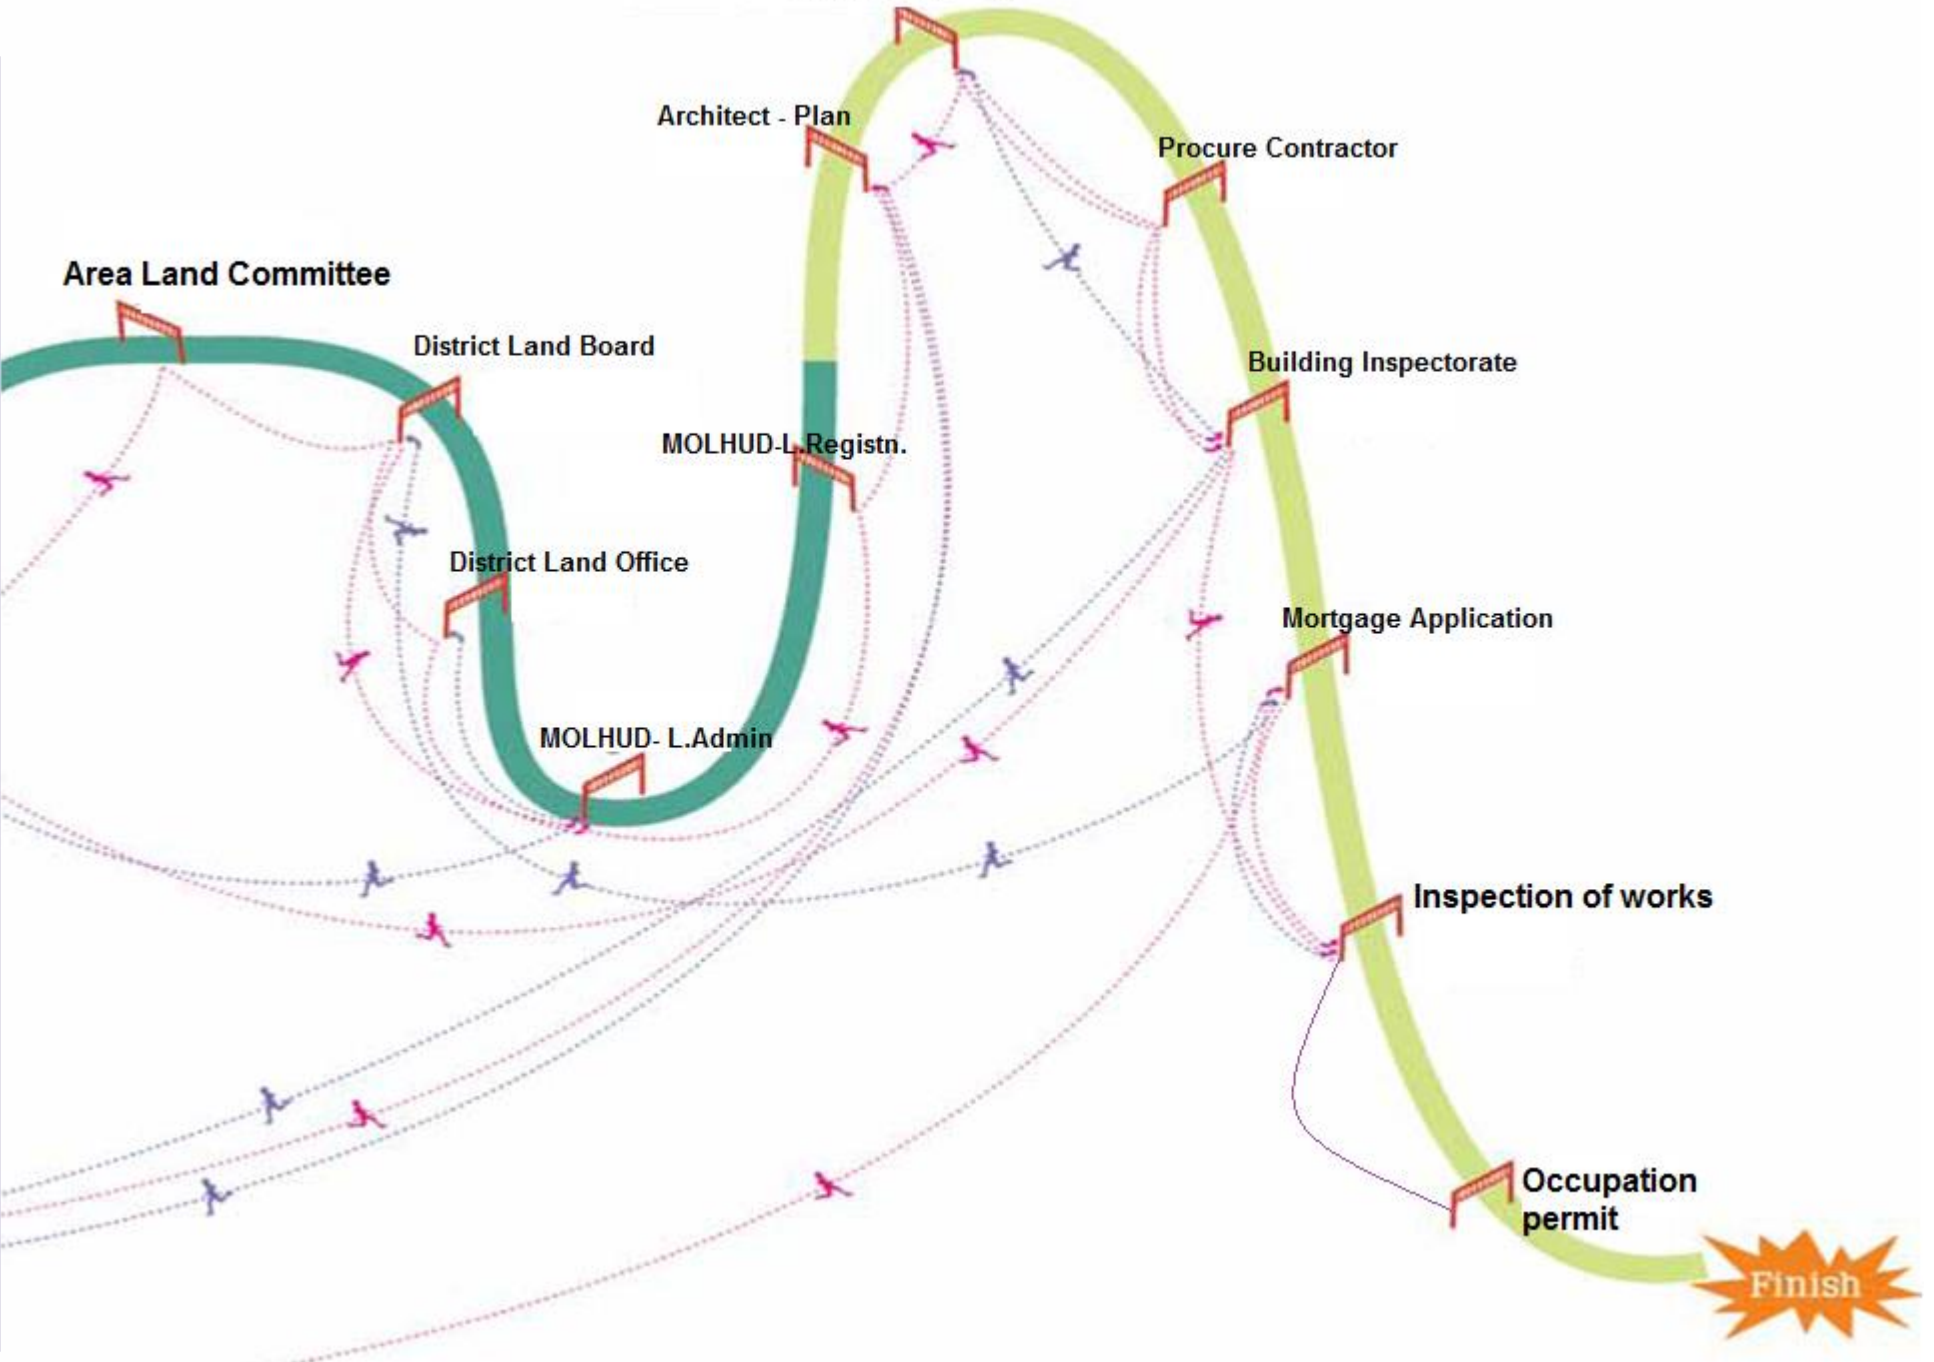 Architect - Plan
Procure Contractor
Area Land Committee
District Land Board
Building Inspectorate
MOLHUD-L.Registn.
District Land Office
Mortgage Application
MOLHUD- L.Admin
Inspection of works
Occupation
permit
Finish